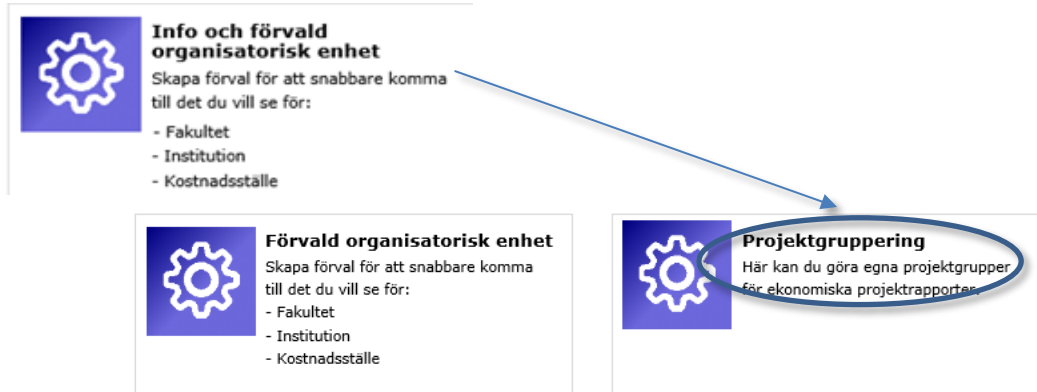 Info och förvald
organisatorisk enhet
Skapa förval för att snabbare komma
till det du vill se för:
- Fakultet
- Institution
- Kostnadsställe
Förvald organisatorisk enhet
Skapa förval för att snabbare komma
till det du vill se för:
- Fakultet
- Institution
- Kostnadsställe
Projektgruppering
Här kan du göra egna projektgrupper
för ekonomiska projektrapporter.